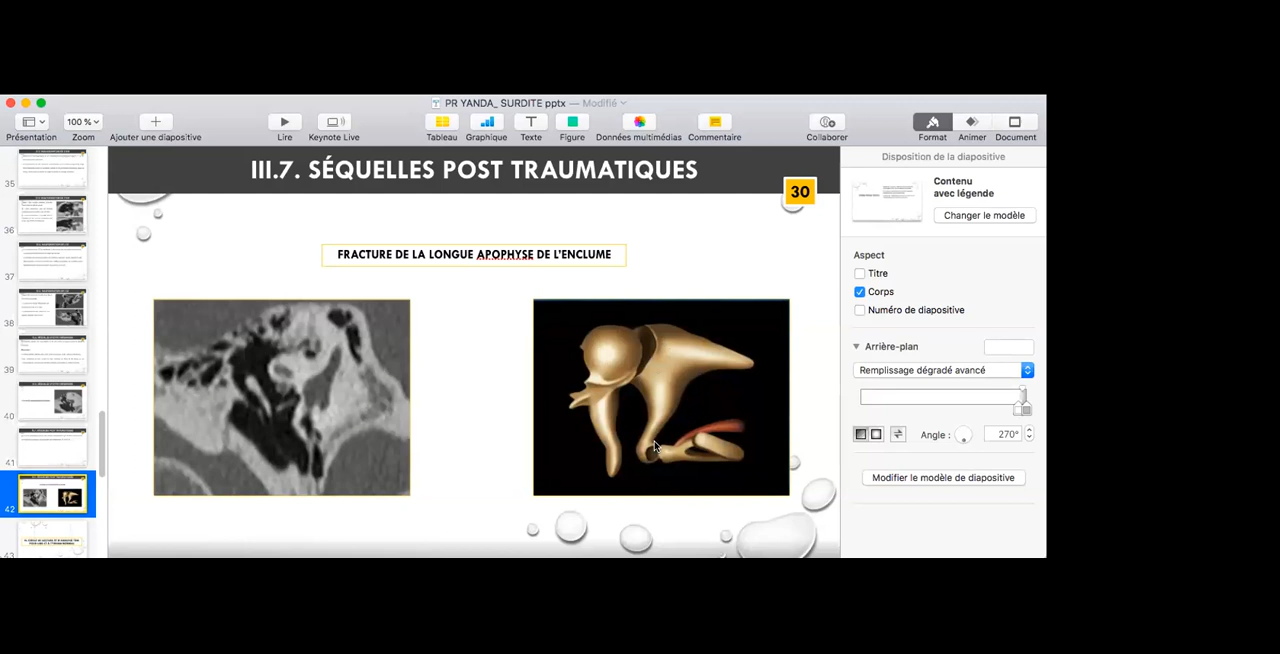 PR YANDA_ SURDITE pptx — Modifié
100 %
Présentation Zoom Ajouter une diapositive Lire Keynote Live Tableau Graphique Texte Figure Données multimédias Commentaire Collaborer Format Animer Document
35
36
37
38
39
40
41
42
43
III.7. SÉQUELLES POST TRAUMATIQUES
30
FRACTURE DE LA LONGUE APOPHYSE DE L'ENCLUME
Disposition de la diapositive
Contenu
avec légende
Changer le modèle
Aspect
Titre
Corps
Numéro de diapositive
Arrière-plan
Remplissage dégradé avancé
Angle : 270°
Modifier le modèle de diapositive